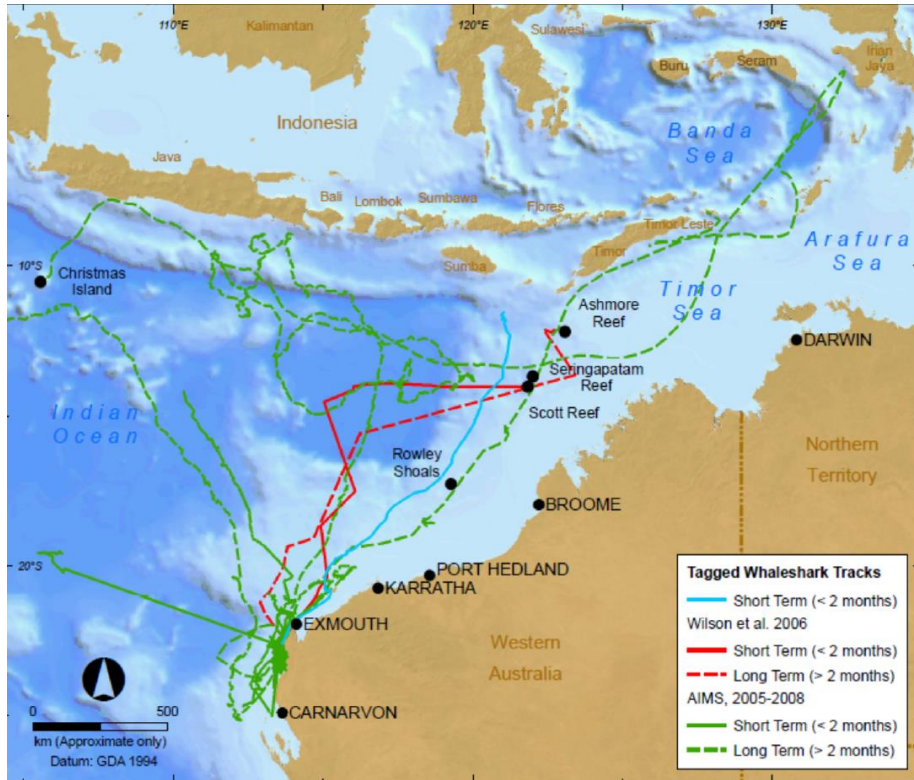 110°E
120°E
130°E
Kalimantan
Sulawesi
Irian
Jaya
Buru
Seram
Indonesia
Banda
Sea
Java
Bali
Lombok
Sumbawa
Flores
Timor Leste
Timor
Sumba
Arafura
Sea
10°S
Christmas
Island
Timor
Sea
Ashmore
Reef
DARWIN
Seringapatam
Reef
Scott Reef
Indian
Ocean
Rowley
Shoals
Northern
Territory
BROOME
20°S
PORT HEDLAND
KARRATHA
EXMOUTH
Western
Australia
CARNARVON
0
500
km (Approximate only)
Datum: GDA 1994
Tagged Whaleshark Tracks
Short Term (< 2 months)
Wilson et al. 2006
Short Term (< 2 months)
Long Term (> 2 months)
AIMS, 2005-2008
Short Term (< 2 months)
Long Term (> 2 months)